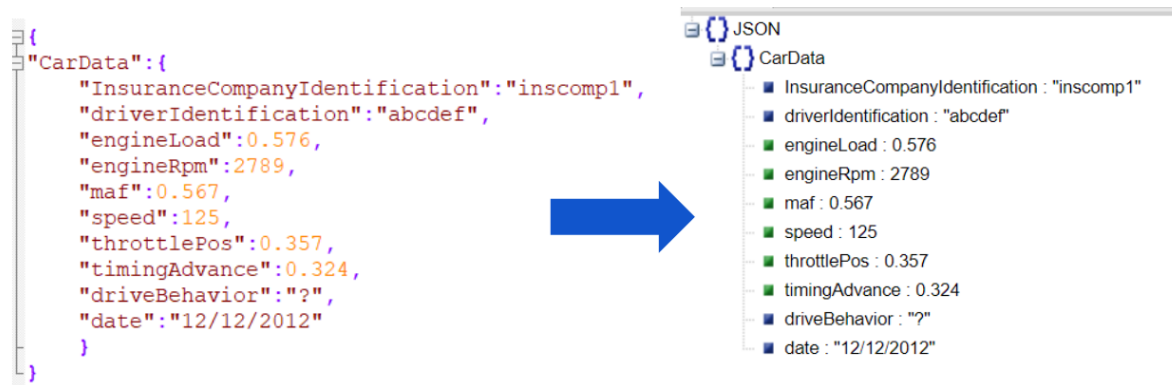 {
"CarData":{
"InsuranceCompanyIdentification":"inscomp1",
"driverIdentification":"abcdef",
"engineLoad":0.576,
"engineRpm":2789,
"maf":0.567,
"speed":125,
"throttlePos":0.357,
"timingAdvance":0.324,
"driveBehavior":"?",
"date":"12/12/2012"
}
}
{} JSON
{} CarData
InsuranceCompanyIdentification : "inscomp1"
driverIdentification : "abcdef"
engineLoad : 0.576
engineRpm : 2789
maf : 0.567
speed : 125
throttlePos : 0.357
timingAdvance : 0.324
driveBehavior : "?"
date : "12/12/2012"